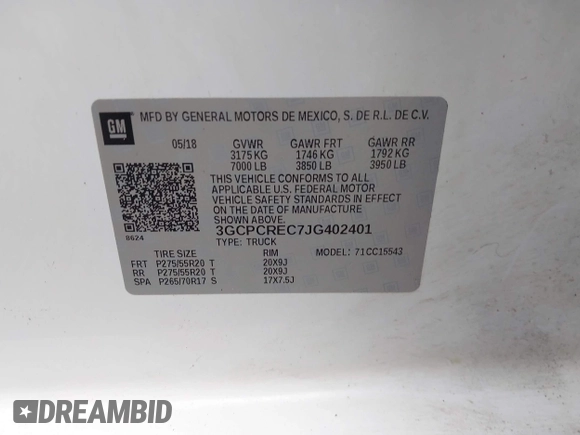 GM
MFD BY GENERAL MOTORS DE MEXICO, S. DE R.L. DE C.V.
05/18 GVWR GAWR FRT GAWR RR
3175 KG 1746 KG 1792 KG
7000 LB 3850 LB 3950 LB
THIS VEHICLE CONFORMS TO ALL
APPLICABLE U.S. FEDERAL MOTOR
VEHICLE SAFETY STANDARDS IN EFFECT
ON THE DATE OF MANUFACTURE
SHOWN ABOVE.
8624
3GCPCREC7JG402401
TYPE: TRUCK
TIRE SIZE RIM MODEL: 71CC15543
FRT P275/55R20 T 20X9J
RR P275/55R20 T 20X9J
SPA P265/70R17 S 17X7.5J
DREAMBID